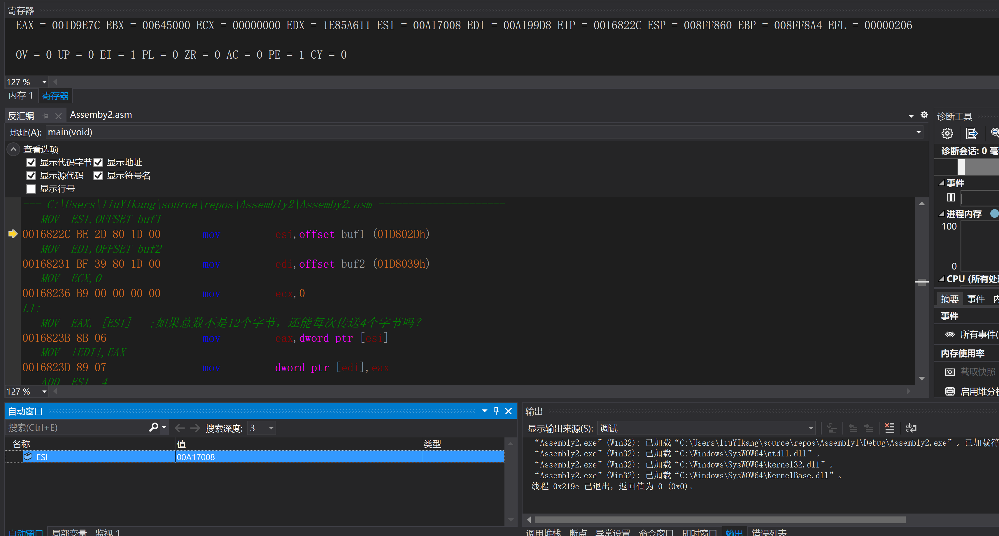 寄存器
EAX = 001D9E7C EBX = 00645000 ECX = 00000000 EDX = 1E85A611 ESI = 00A17008 EDI = 00A199D8 EIP = 0016822C ESP = 008FF860 EBP = 008FF8A4 EFL = 00000206
OV = 0 UP = 0 EI = 1 PL = 0 ZR = 0 AC = 0 PE = 1 CY = 0
127 %
内存 1 寄存器
反汇编 Assemby2.asm
地址(A): main(void)
查看选项
显示代码字节 显示地址
显示源代码 显示符号名
显示行号
--- C:\Users\liuYIkang\source\repos\Assembly2\Assemby2.asm ---------------------
MOV ESI,OFFSET buf1
0016822C BE 2D 80 1D 00 mov esi,offset buf1 (01D802Dh)
MOV EDI,OFFSET buf2
00168231 BF 39 80 1D 00 mov edi,offset buf2 (01D8039h)
MOV ECX,0
00168236 B9 00 00 00 00 mov ecx,0
L1:
MOV EAX, [ESI] ;如果总数不是12个字节，还能每次传送4个字节吗？
0016823B 8B 06 mov eax,dword ptr [esi]
MOV [EDI],EAX
0016823D 89 07 mov dword ptr [edi],eax
ADD ESI, 4
127 %
诊断工具
诊断会话: 0 毫
事件
进程内存
100
0
CPU (所有处
摘要 事件
事件
所有事件(
内存使用率
截取快照
启用堆分
自动窗口
搜索(Ctrl+E) 搜索深度: 3
名称 值 类型
ESI 00A17008
自动窗口 局部变量 监视 1
输出
显示输出来源(S): 调试
“Assembly2.exe”(Win32): 已加载“C:\Users\liuYIkang\source\repos\Assembly1\Debug\Assembly2.exe”。已加载符
“Assembly2.exe”(Win32): 已加载“C:\Windows\SysWOW64\ntdll.dll”。
“Assembly2.exe”(Win32): 已加载“C:\Windows\SysWOW64\kernel32.dll”。
“Assembly2.exe”(Win32): 已加载“C:\Windows\SysWOW64\KernelBase.dll”。
线程 0x219c 已退出，返回值为 0 (0x0)。
调用堆栈 断点 异常设置 命令窗口 即时窗口 输出 错误列表